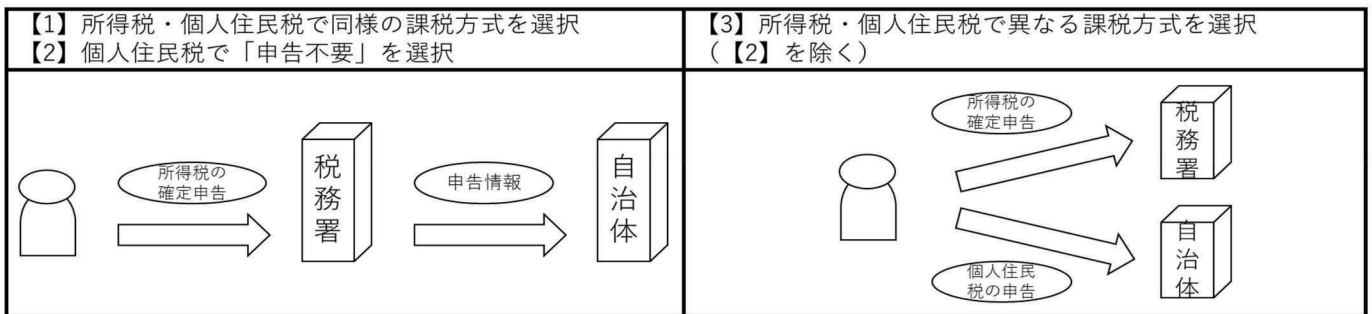 【1】所得税・個人住民税で同様の課税方式を選択
【2】個人住民税で「申告不要」を選択
【3】所得税・個人住民税で異なる課税方式を選択
（【2】を除く）
所得税の
確定申告
税務署
申告情報
自治体
所得税の
確定申告
税務署
個人住民
税の申告
自治体